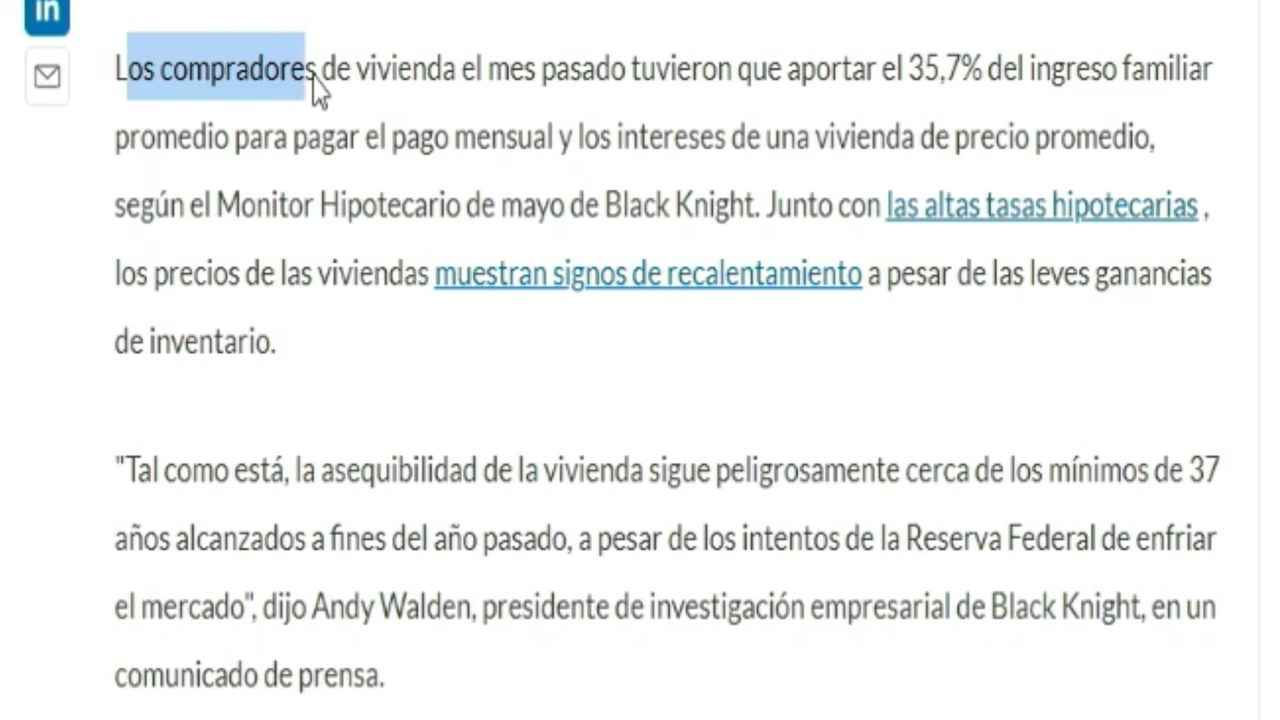 in
Los compradores de vivienda el mes pasado tuvieron que aportar el 35,7% del ingreso familiar
promedio para pagar el pago mensual y los intereses de una vivienda de precio promedio,
según el Monitor Hipotecario de mayo de Black Knight. Junto con las altas tasas hipotecarias ,
los precios de las viviendas muestran signos de recalentamiento a pesar de las leves ganancias
de inventario.
"Tal como está, la asequibilidad de la vivienda sigue peligrosamente cerca de los mínimos de 37
años alcanzados a fines del año pasado, a pesar de los intentos de la Reserva Federal de enfriar
el mercado", dijo Andy Walden, presidente de investigación empresarial de Black Knight, en un
comunicado de prensa.